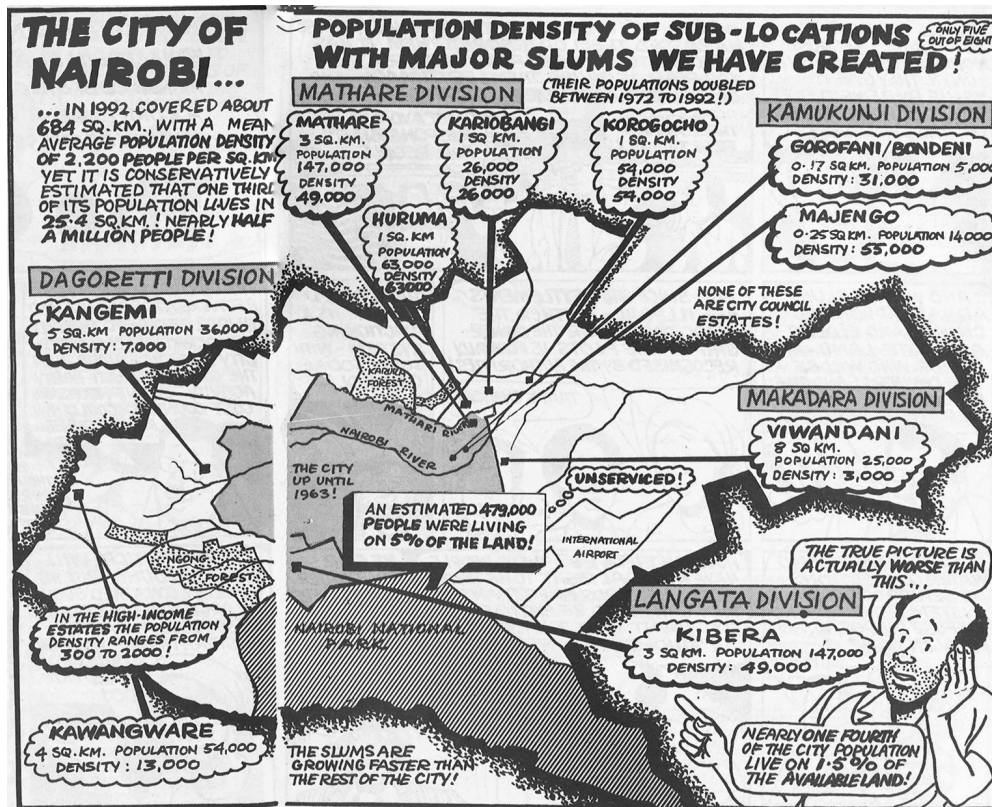 THE CITY OF
NAIROBI...
... IN 1992 COVERED ABOUT
684 SQ.KM., WITH A MEAN
AVERAGE POPULATION DENSITY
OF 2,200 PEOPLE PER SQ.KM
YET IT IS CONSERVATIVELY
ESTIMATED THAT ONE THIRD
OF ITS POPULATION LIVES IN
25.4 SQ.KM.! NEARLY HALF
A MILLION PEOPLE!
POPULATION DENSITY OF SUB-LOCATIONS
WITH MAJOR SLUMS WE HAVE CREATED!
ONLY FIVE
OUT OF EIGHT
(THEIR POPULATIONS DOUBLED
BETWEEN 1972 TO 1992!)
MATHARE DIVISION
MATHARE
3 SQ.KM.
POPULATION
147,000
DENSITY
49,000
KARIOBANGI
1 SQ.KM.
POPULATION
26,000
DENSITY
26000
KOROGOCHO
1 SQ.KM.
POPULATION
54,000
DENSITY
54,000
HURUMA
1 SQ.KM
POPULATION
63000
DENSITY
63000
KAMUKUNJI DIVISION
GOROFANI/BONDENI
0.17 SQ KM. POPULATION 5,000
DENSITY: 31,000
MAJENGO
0.25 SQ.KM. POPULATION 14000
DENSITY: 55,000
NONE OF THESE
ARE CITY COUNCIL
ESTATES!
DAGORETTI DIVISION
KANGEMI
5 SQ.KM POPULATION 36,000
DENSITY: 7,000
KARURA
FOREST
MATHARI RIVER
NAIROBI
RIVER
THE CITY
UP UNTIL
1963!
MAKADARA DIVISION
VIWANDANI
8 SQ KM.
POPULATION 25,000
DENSITY: 3,000
UNSERVICED!
AN ESTIMATED 479,000
PEOPLE WERE LIVING
ON 5% OF THE LAND!
INTERNATIONAL
AIRPORT
NGONG
FOREST
IN THE HIGH-INCOME
ESTATES THE POPULATION
DENSITY RANGES FROM
300 TO 2000!
NAIROBI NATIONAL
PARK
LANGATA DIVISION
KIBERA
3 SQ KM. POPULATION 147,000
DENSITY: 49,000
THE TRUE PICTURE IS
ACTUALLY WORSE THAN
THIS...
KAWANGWARE
4 SQ.KM. POPULATION 54,000
DENSITY: 13,000
THE SLUMS ARE
GROWING FASTER THAN
THE REST OF THE CITY!
NEARLY ONE FOURTH
OF THE CITY POPULATION
LIVE ON 1.5% OF
THE AVAILABLE LAND!